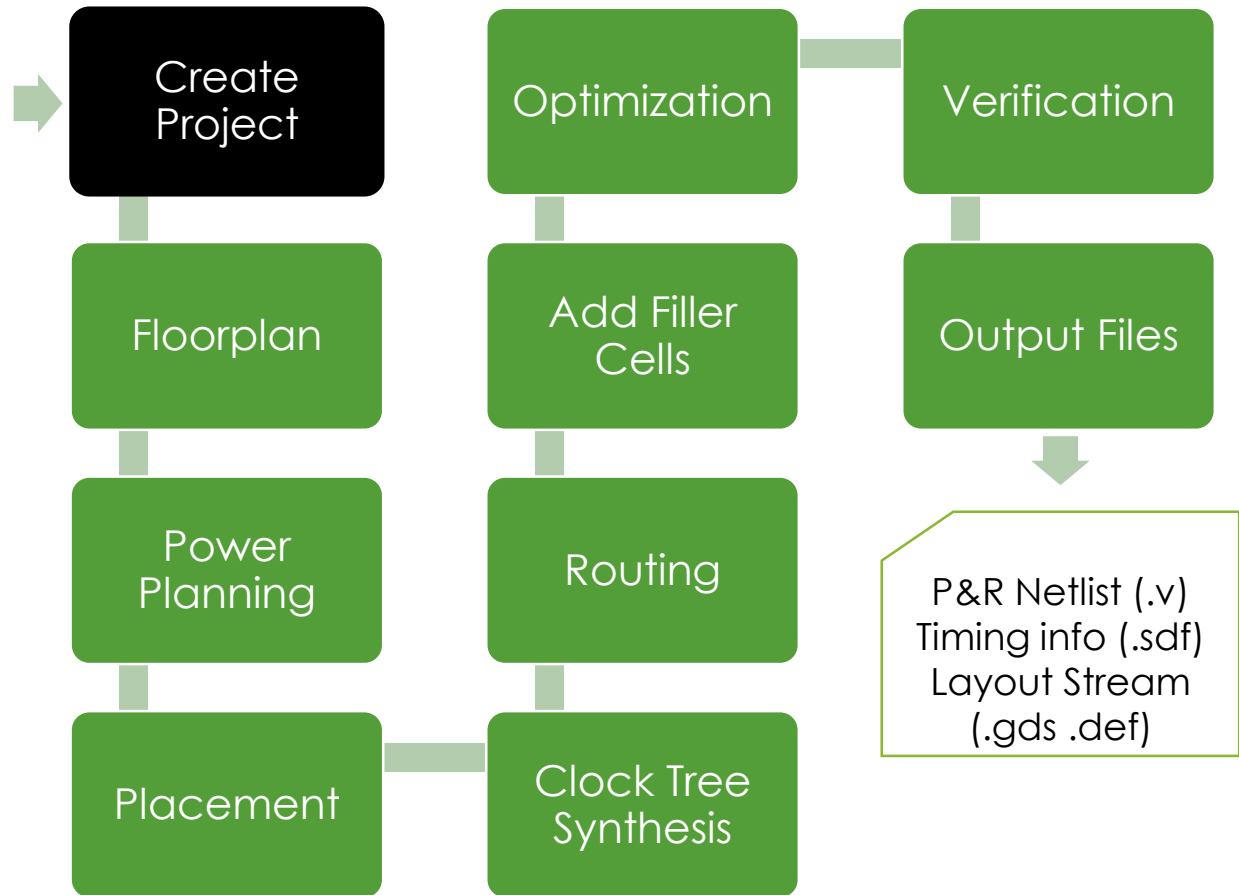 Create
Project
Floorplan
Power
Planning
Placement
Clock Tree
Synthesis
Routing
Add Filler
Cells
Optimization
Verification
Output Files
P&R Netlist (.v)
Timing info (.sdf)
Layout Stream
(.gds .def)